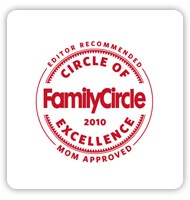 EDITOR RECOMMENDED
CIRCLE OF
FamilyCircle
2010
EXCELLENCE
MOM APPROVED